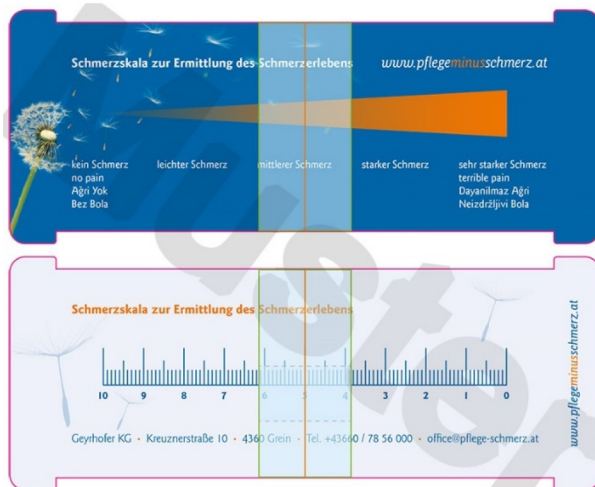 Schmerzskala zur Ermittlung des Schmerzerlebens
www.pflegeminusschmerz.at
kein Schmerz leichter Schmerz mittlerer Schmerz starker Schmerz sehr starker Schmerz
no pain terrible pain
Ağri Yok Dayanilmaz Ağri
Bez Bola Neizdržljivi Bola
Schmerzskala zur Ermittlung des Schmerzerlebens
10 9 8 7 6 5 4 3 2 1 0
Geyrhofer KG • Kreuznerstraße 10 • 4360 Grein • Tel. +43660 / 78 56 000 • office@pflege-schmerz.at
www.pflegeminusschmerz.at
Muster